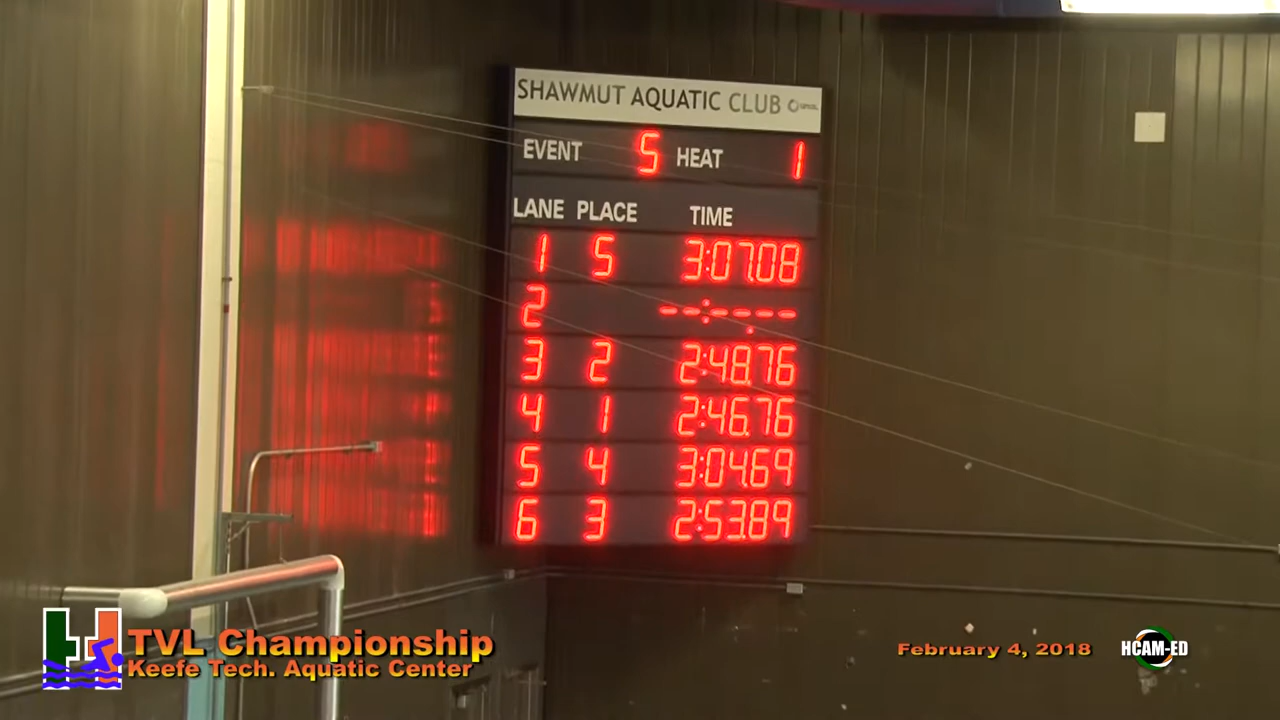 SHAWMUT AQUATIC CLUB
EVENT 5 HEAT 1
LANE PLACE TIME
1 5 3:07.08
2 --:--.--
3 2 2:48.76
4 1 2:46.76
5 4 3:04.69
6 3 2:53.89
TVL Championship
Keefe Tech. Aquatic Center
February 4, 2018
HCAM-ED